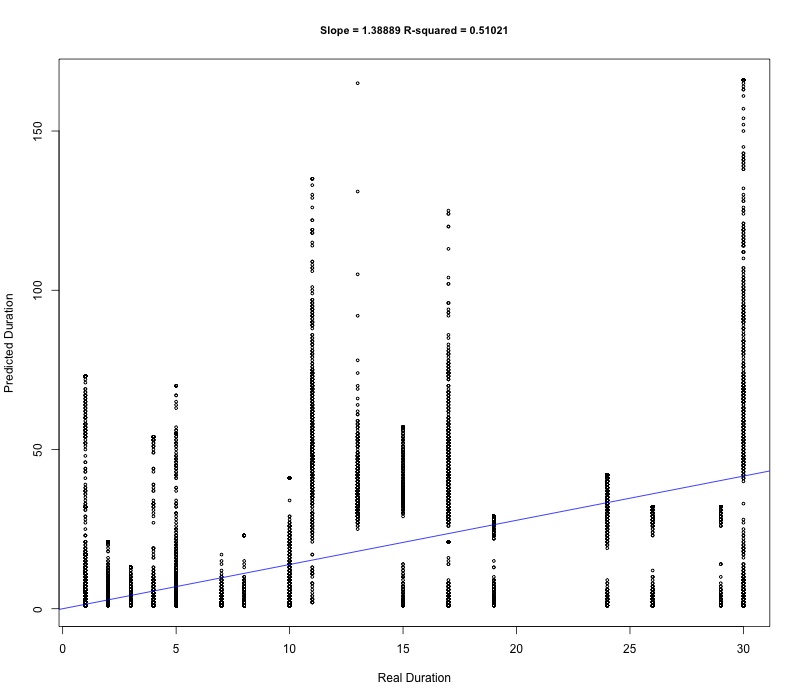 Slope = 1.38889 R-squared = 0.51021
150
100
50
0
Predicted Duration
0 5 10 15 20 25 30
Real Duration